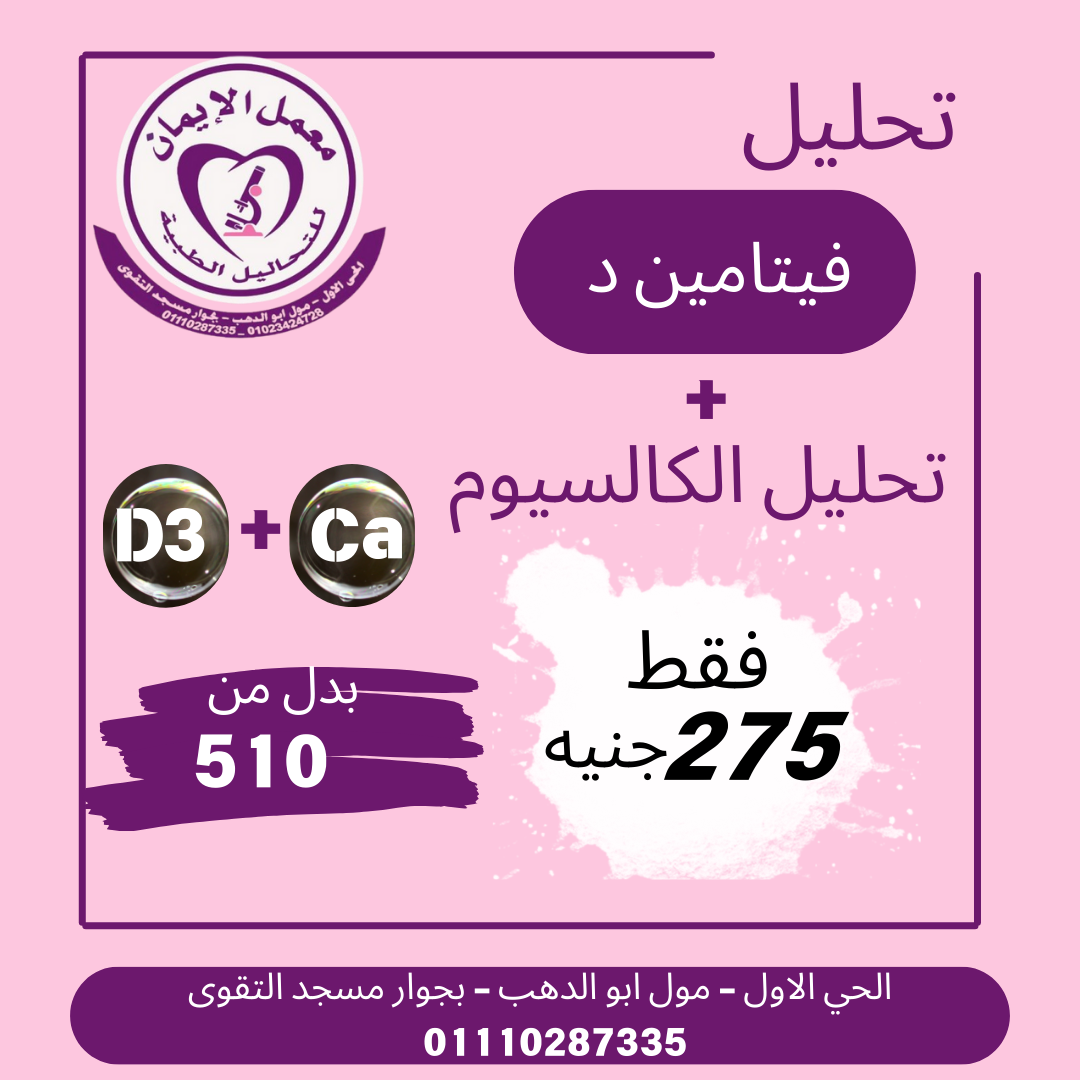 معمل الإيمان
للتحاليل الطبية
الحى الاول - مول ابو الدهب - بجوار مسجد التقوى
01110287335 _ 01023424728
تحليل
فيتامين د
+
تحليل الكالسيوم
D3 + Ca
فقط
275جنيه
بدل من
510
الحي الاول - مول ابو الدهب - بجوار مسجد التقوى
01110287335